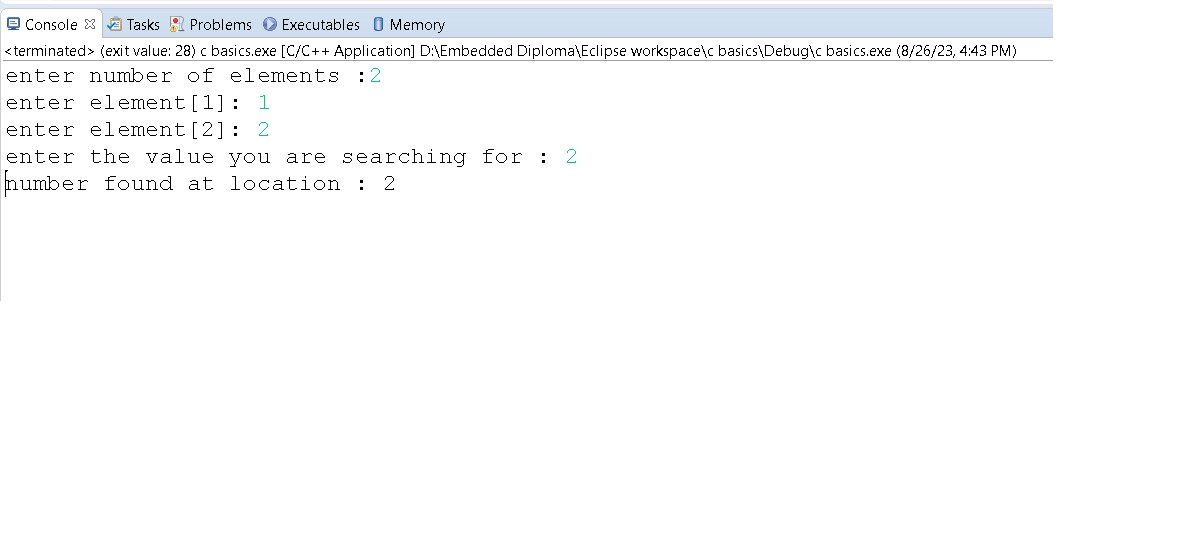 Console Tasks Problems Executables Memory
<terminated> (exit value: 28) c basics.exe [C/C++ Application] D:\Embedded Diploma\Eclipse workspace\c basics\Debug\c basics.exe (8/26/23, 4:43 PM)
enter number of elements :2
enter element[1]: 1
enter element[2]: 2
enter the value you are searching for : 2
number found at location : 2